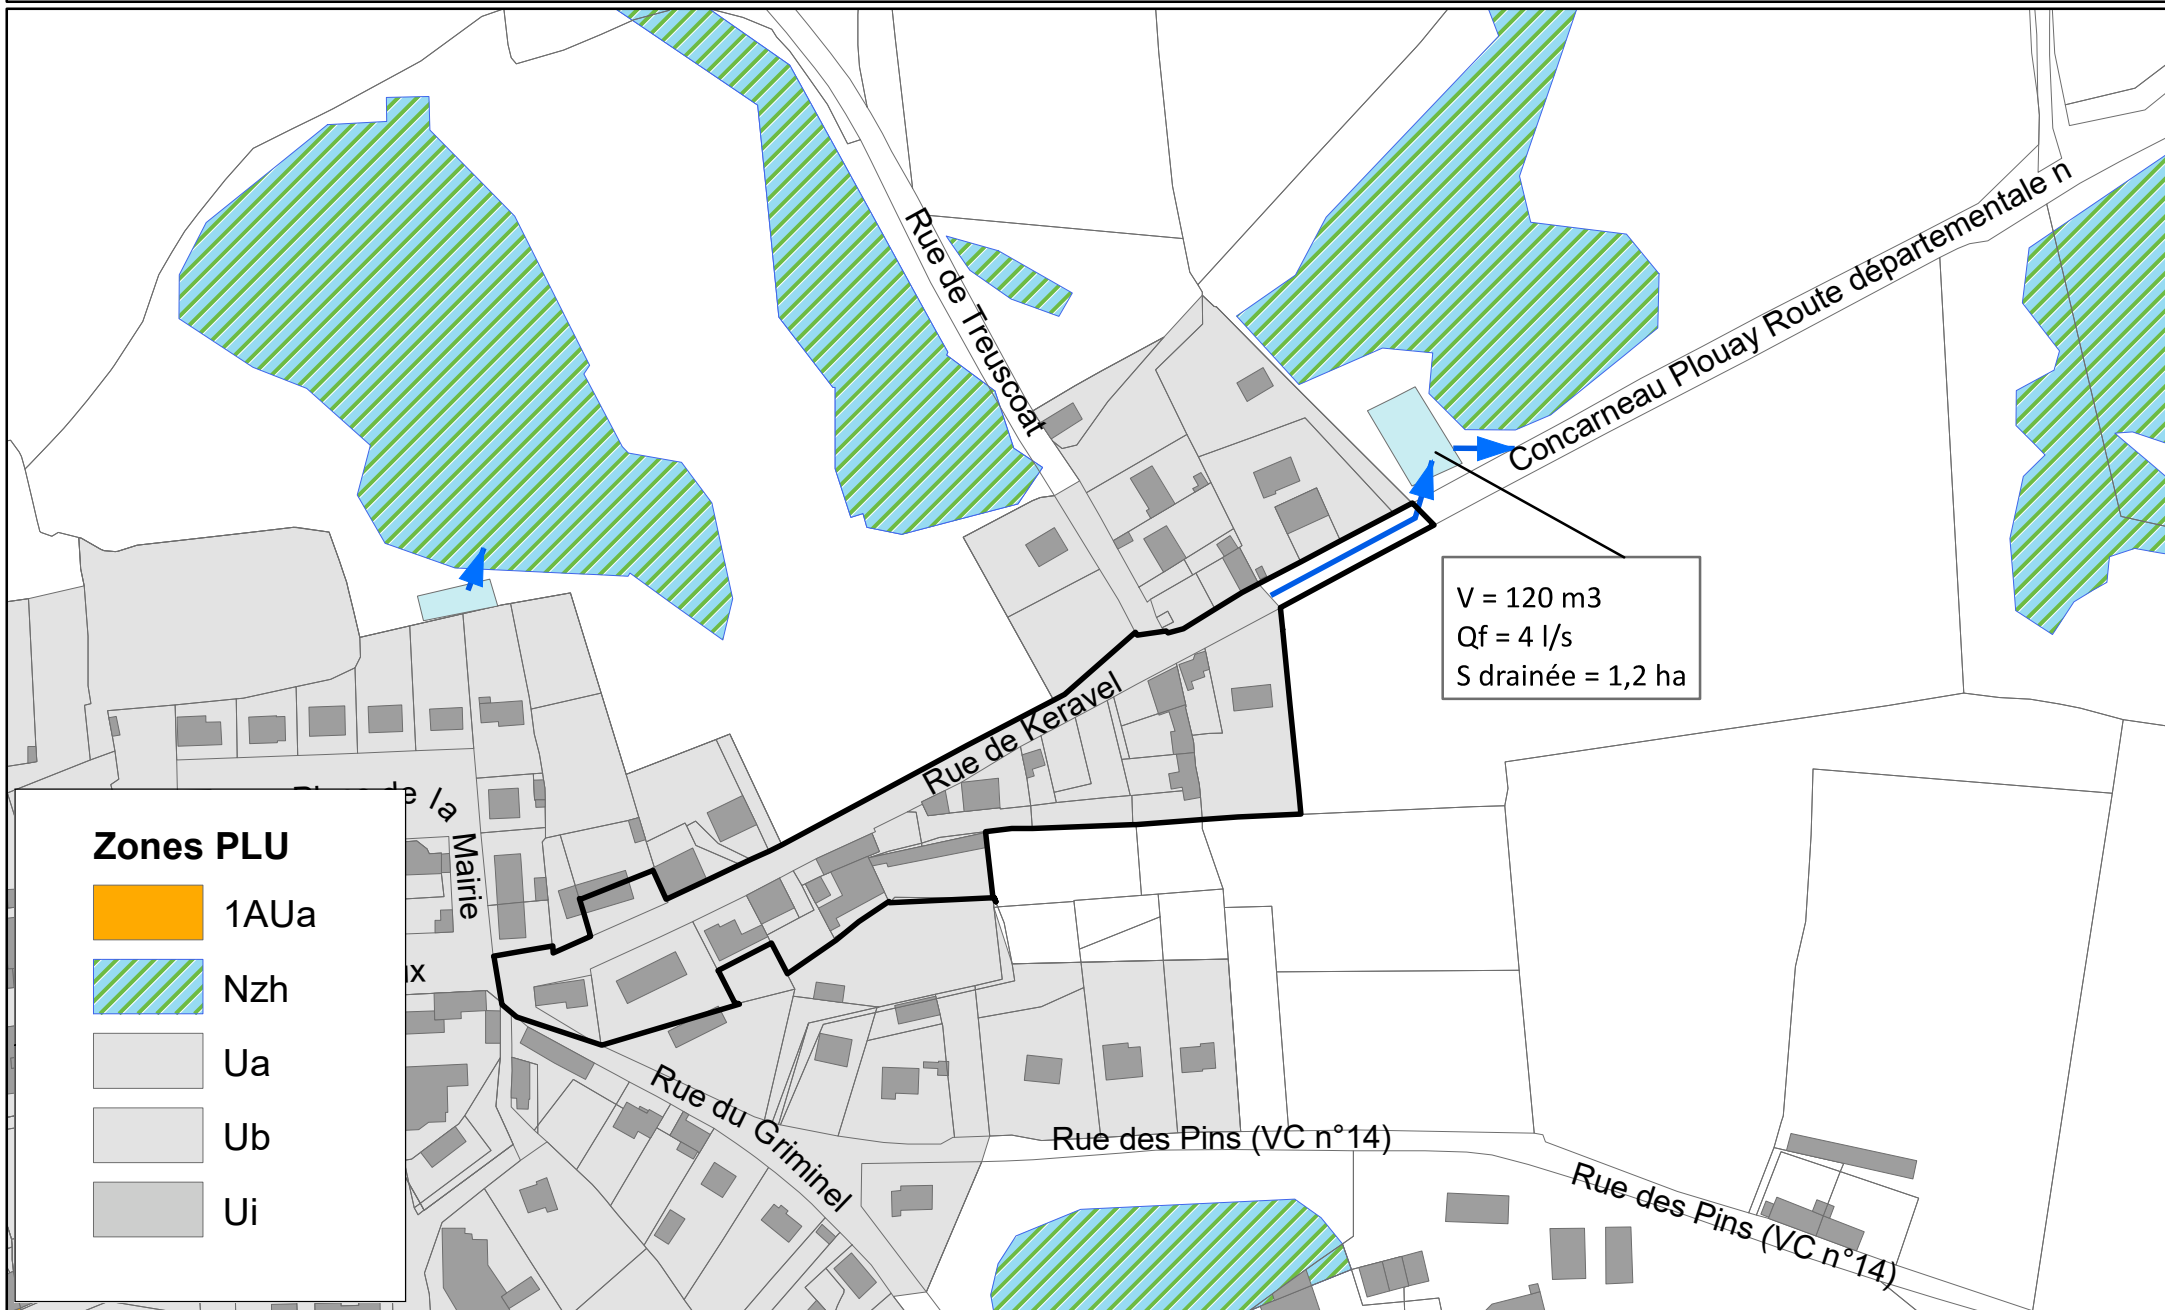 Rue de Treuscoat
Concarneau Plouay Route départementale n
V = 120 m3
Qf = 4 l/s
S drainée = 1,2 ha
Rue de Keravel
de la
Mairie
Zones PLU
1AUa
Nzh
Ua
Ub
Ui
Rue du Griminel
Rue des Pins (VC n°14)
Rue des Pins (VC n°14)